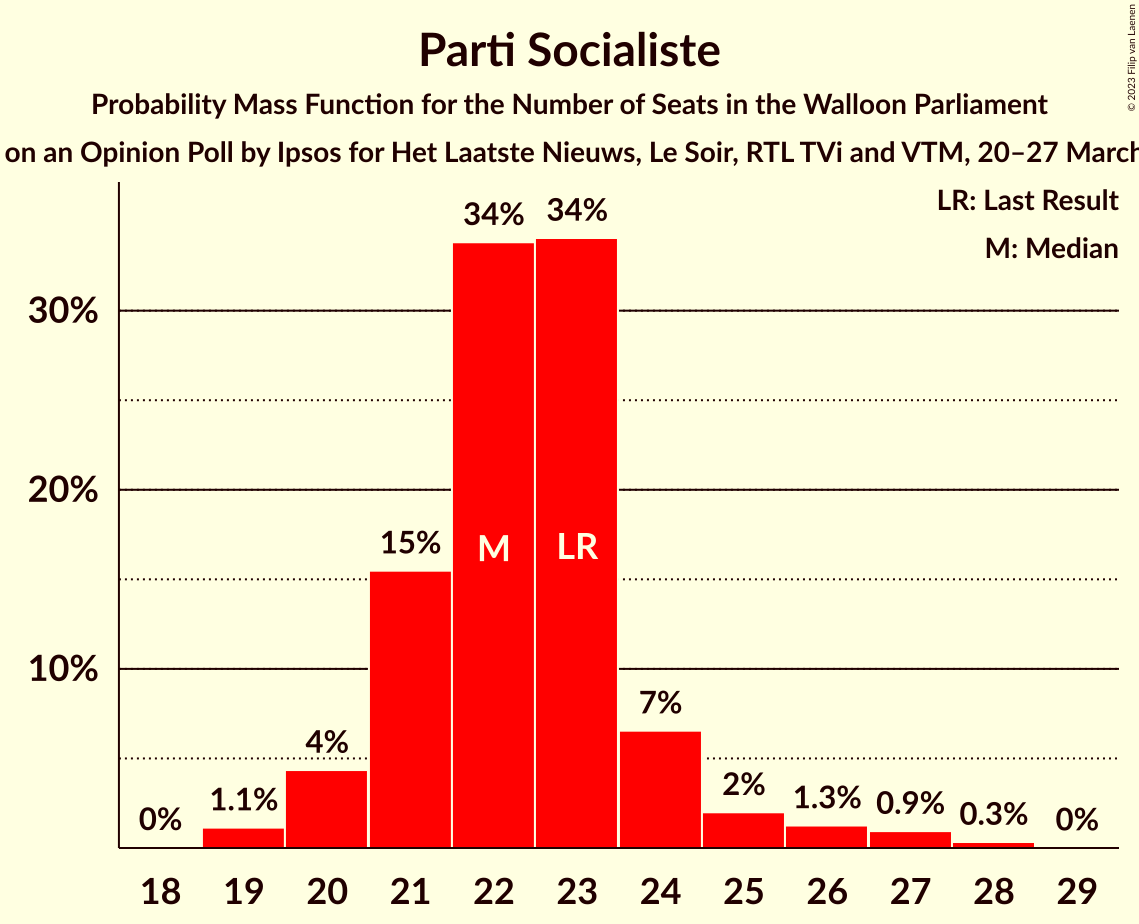 © 2023 Filip van Laenen
Parti Socialiste
Probability Mass Function for the Number of Seats in the Walloon Parliament
on an Opinion Poll by Ipsos for Het Laatste Nieuws, Le Soir, RTL TVi and VTM, 20–27 March
LR: Last Result
M: Median
34% 34%
30%
20%
15% M LR
10%
7%
4%
2%
0% 1.1% 1.3% 0.9% 0.3% 0%
18 19 20 21 22 23 24 25 26 27 28 29